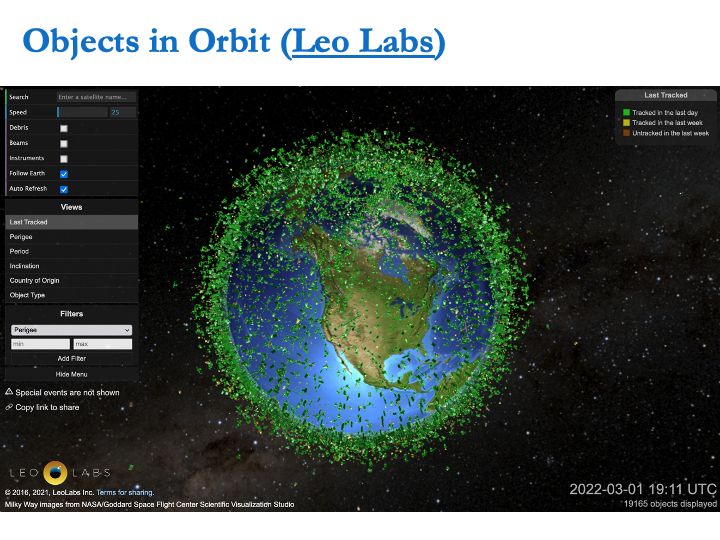 Objects in Orbit (Leo Labs)
Search
Enter a satellite name...
Speed
25
Debris
Beams
Instruments
Follow Earth
Auto Refresh
Views
Last Tracked
Perigee
Period
Inclination
Country of Origin
Object Type
Filters
Perigee
min max
Add Filter
Hide Menu
Special events are not shown
Copy link to share
LEO LABS
© 2016, 2021, LeoLabs Inc. Terms for sharing.
Milky Way images from NASA/Goddard Space Flight Center Scientific Visualization Studio
Last Tracked
Tracked in the last day
Tracked in the last week
Untracked in the last week
2022-03-01 19:11 UTC
19165 objects displayed